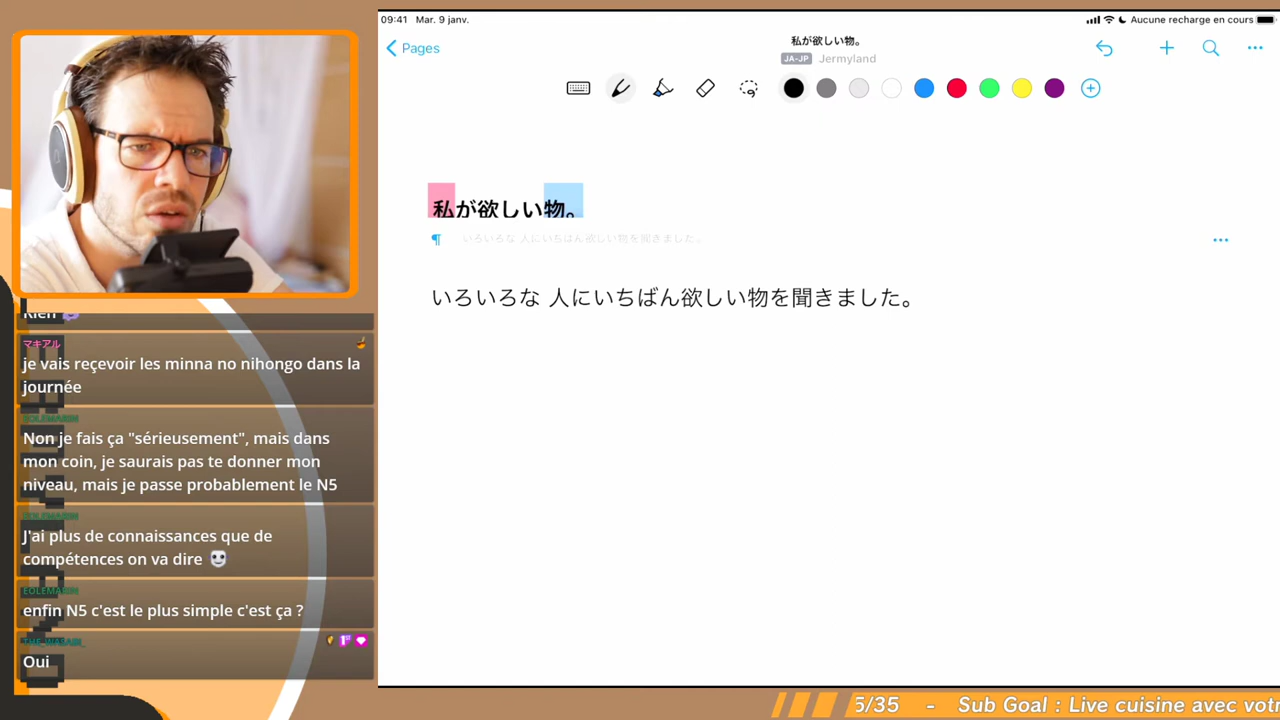 09:41 Mar. 9 janv.
Aucune recharge en cours
Pages
私が欲しい物。
JA-JP Jermyland
私が欲しい物。
いろいろな 人にいちばん欲しい物を聞きました。
いろいろな 人にいちばん欲しい物を聞きました。
Rien
マキアル
je vais reçevoir les minna no nihongo dans la
journée
EOLEMARIN
Non je fais ça "sérieusement", mais dans
mon coin, je saurais pas te donner mon
niveau, mais je passe probablement le N5
EOLEMARIN
J'ai plus de connaissances que de
compétences on va dire
EOLEMARIN
enfin N5 c'est le plus simple c'est ça ?
Oui
5/35 - Sub Goal : Live cuisine avec votr